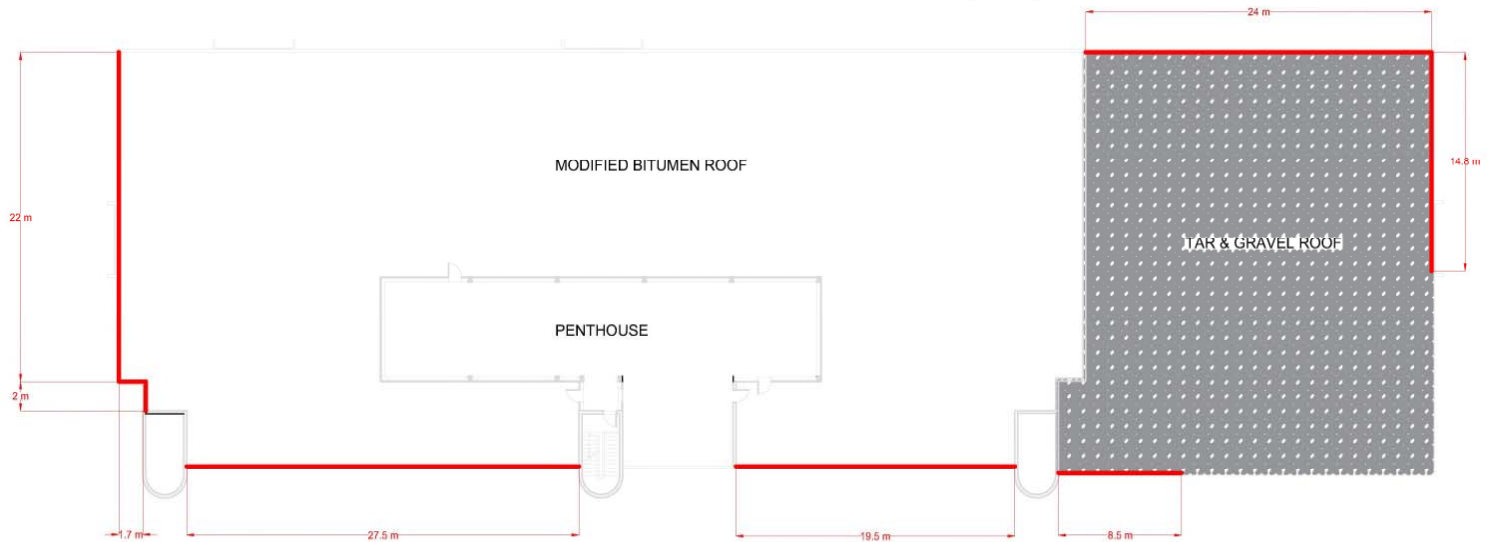 24 m
MODIFIED BITUMEN ROOF
14.8 m
22 m
TAR & GRAVEL ROOF
PENTHOUSE
2 m
1.7 m
27.5 m
19.5 m
8.5 m